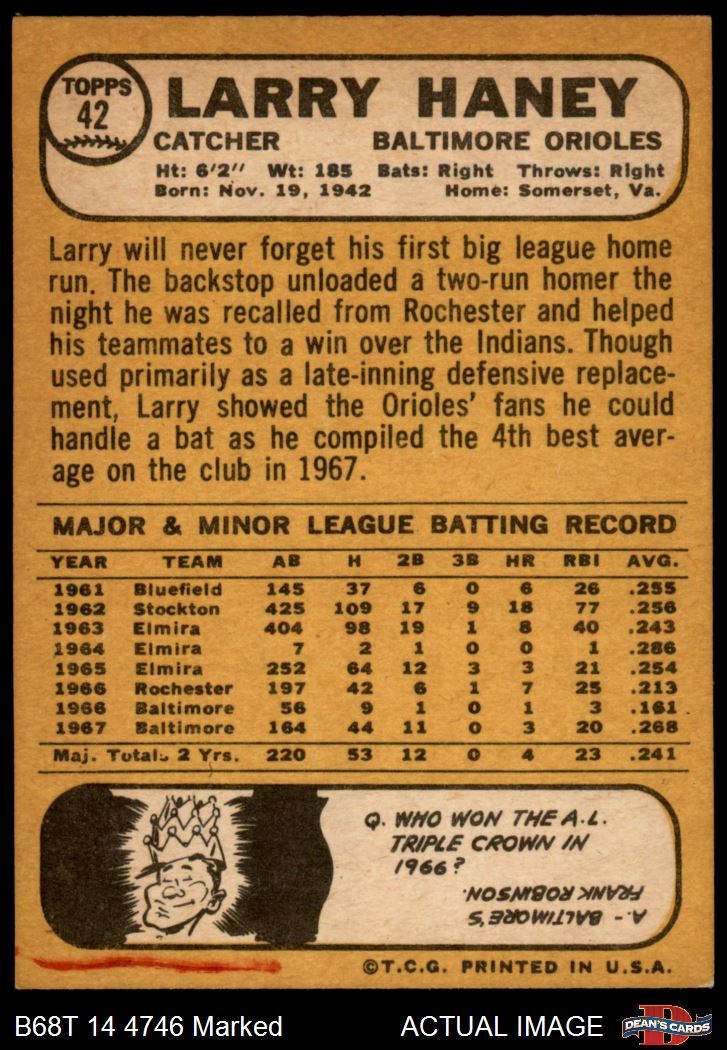 TOPPS
42
LARRY HANEY
CATCHER BALTIMORE ORIOLES
Ht: 6'2" Wt: 185 Bats: Right Throws: Right
Born: Nov. 19, 1942 Home: Somerset, Va.
Larry will never forget his first big league home
run. The backstop unloaded a two-run homer the
night he was recalled from Rochester and helped
his teammates to a win over the Indians. Though
used primarily as a late-inning defensive replace-
ment, Larry showed the Orioles' fans he could
handle a bat as he compiled the 4th best aver-
age on the club in 1967.
MAJOR & MINOR LEAGUE BATTING RECORD
YEAR TEAM AB H 2B 3B HR RBI AVG.
1961 Bluefield 145 37 6 0 6 26 .255
1962 Stockton 425 109 17 9 18 77 .256
1963 Elmira 404 98 19 1 8 40 .243
1964 Elmira 7 2 1 0 0 1 .286
1965 Elmira 252 64 12 3 3 21 .254
1966 Rochester 197 42 6 1 7 25 .213
1966 Baltimore 56 9 1 0 1 3 .161
1967 Baltimore 164 44 11 0 3 20 .268
Maj. Totals 2 Yrs. 220 53 12 0 4 23 .241
Q. WHO WON THE A.L.
TRIPLE CROWN IN
1966?
A.- BALTIMORE'S
FRANK ROBINSON.
©T.C.G. PRINTED IN U.S.A.
B68T 14 4746 Marked ACTUAL IMAGE
D
DEAN'S CARDS